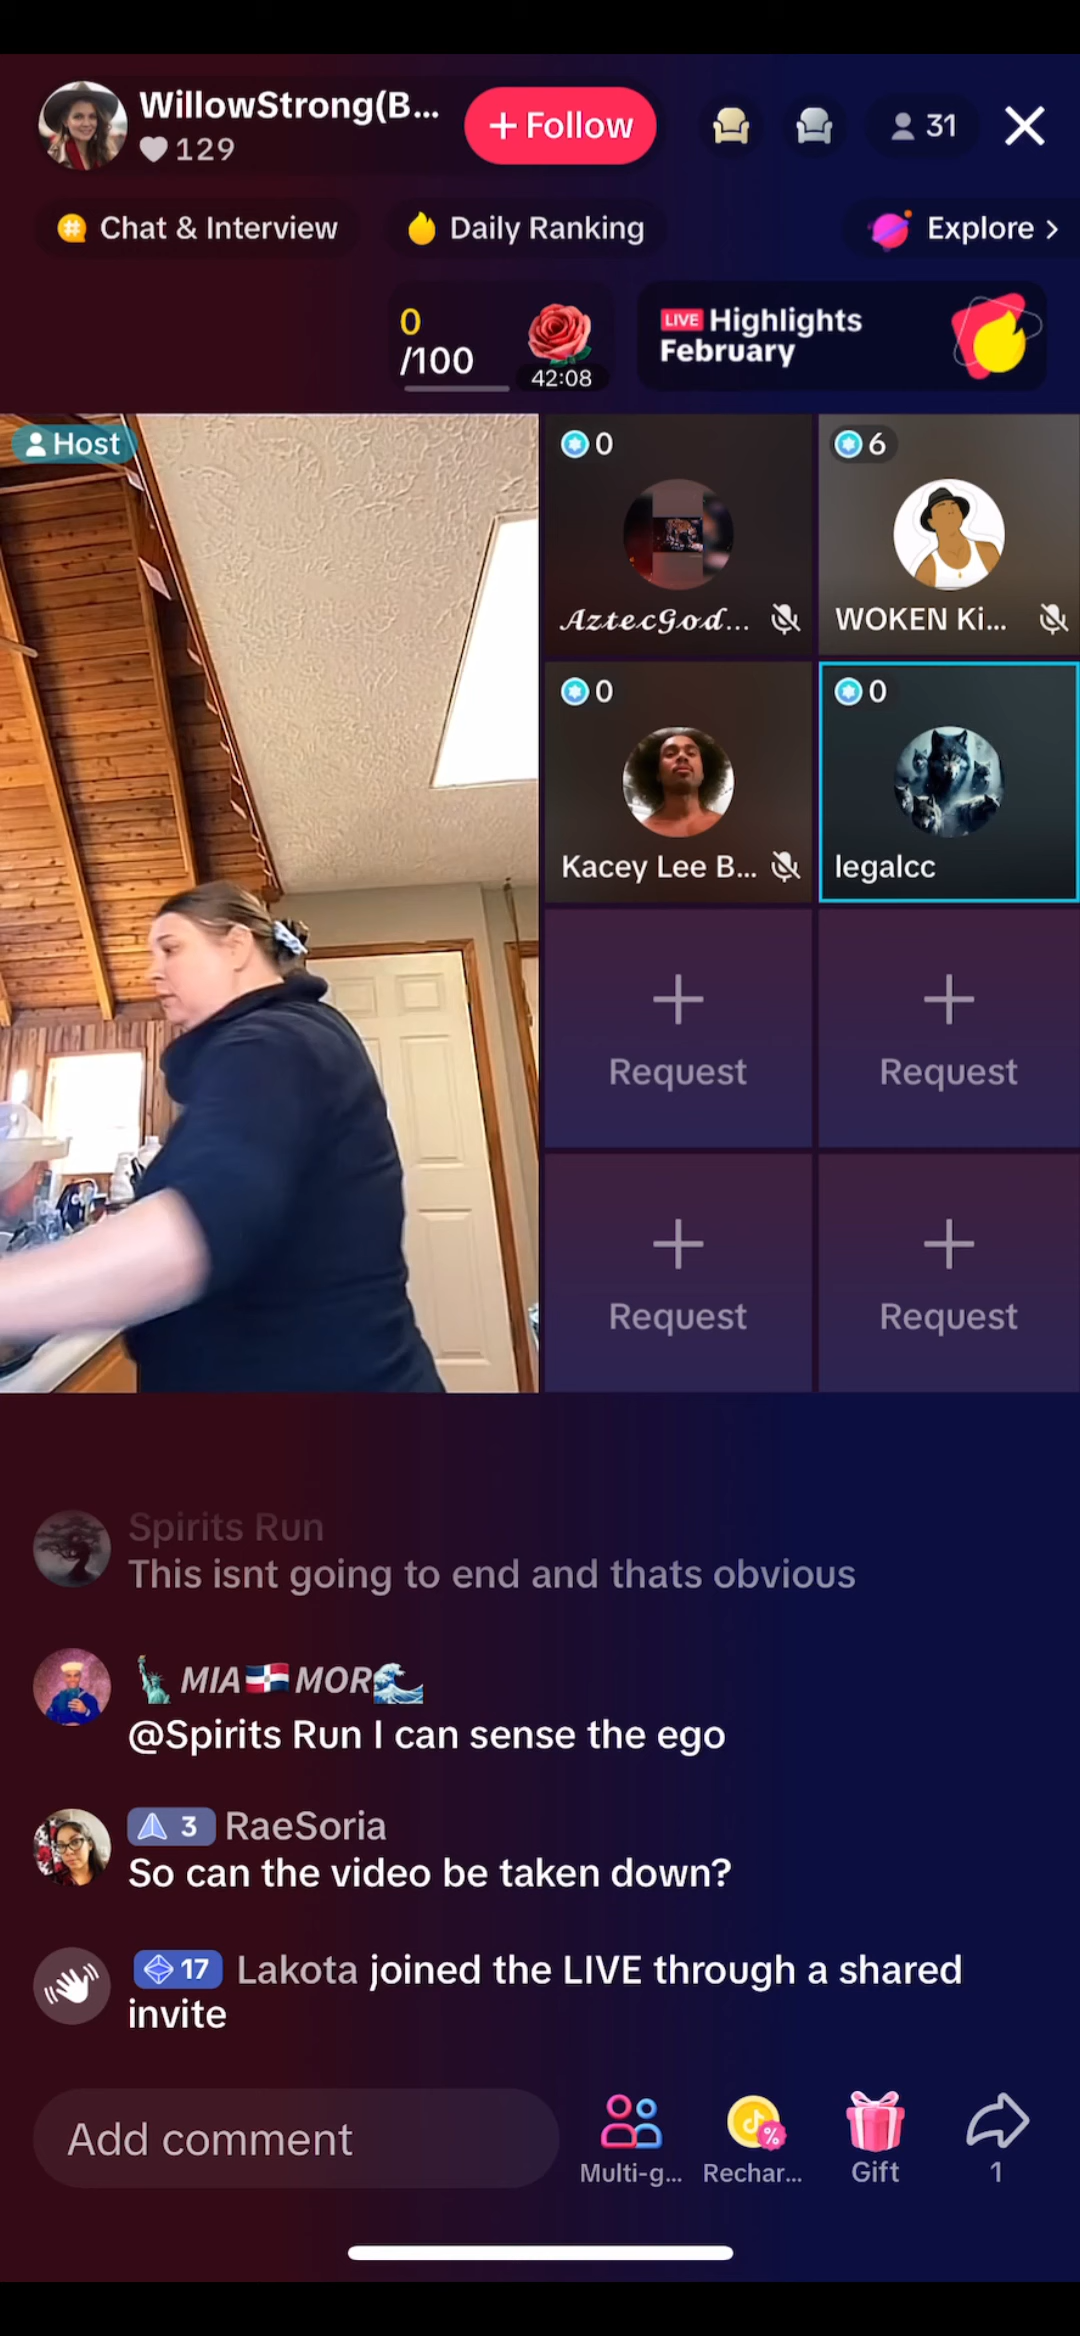 WillowStrong(B...
129
+ Follow
31
Chat & Interview
Daily Ranking
Explore >
0
/100
42:08
LIVE Highlights
February
Host
0
6
𝓐𝔃𝓽𝓮𝓬𝓖𝓸𝓭...
WOKEN Ki...
0
0
Kacey Lee B...
legalcc
Request
Request
Request
Request
Spirits Run
This isnt going to end and thats obvious
🗽 MIA🇩🇴MOR🌊
@Spirits Run I can sense the ego
3 RaeSoria
So can the video be taken down?
17 Lakota joined the LIVE through a shared
invite
Add comment
Multi-g...
Rechar...
Gift
1